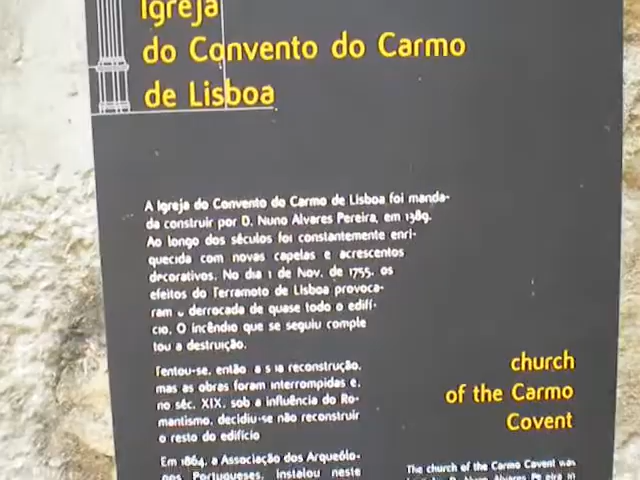 Igreja
do Convento do Carmo
de Lisboa
A Igreja do Convento do Carmo de Lisboa foi manda-
da construir por D. Nuno Alvares Pereira, em 1389.
Ao longo dos séculos foi constantemente enri-
quecida com novas capelas e acrescentos
decorativos. No dia 1 de Nov. de 1755, os
efeitos do Terramoto de Lisboa provoca-
ram a derrocada de quase todo o edifí-
cio. O incêndio que se seguiu comple
tou a destruição.
Tentou-se, então a sua reconstrução,
mas as obras foram interrompidas e,
no séc. XIX, sob a influência do Ro-
mantismo, decidiu-se não reconstruir
o resto do edifício
Em 1864, a Associação dos Arqueólo-
gos Portugueses, instalou neste
church
of the Carmo
Covent
The church of the Carmo Covent was
D. Nuno Alvares Pereira in